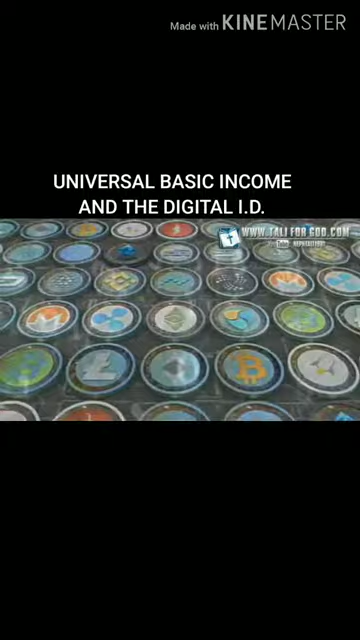 Made with KINEMASTER
UNIVERSAL BASIC INCOME
AND THE DIGITAL I.D.
WWW.TALI FOR GOD.COM